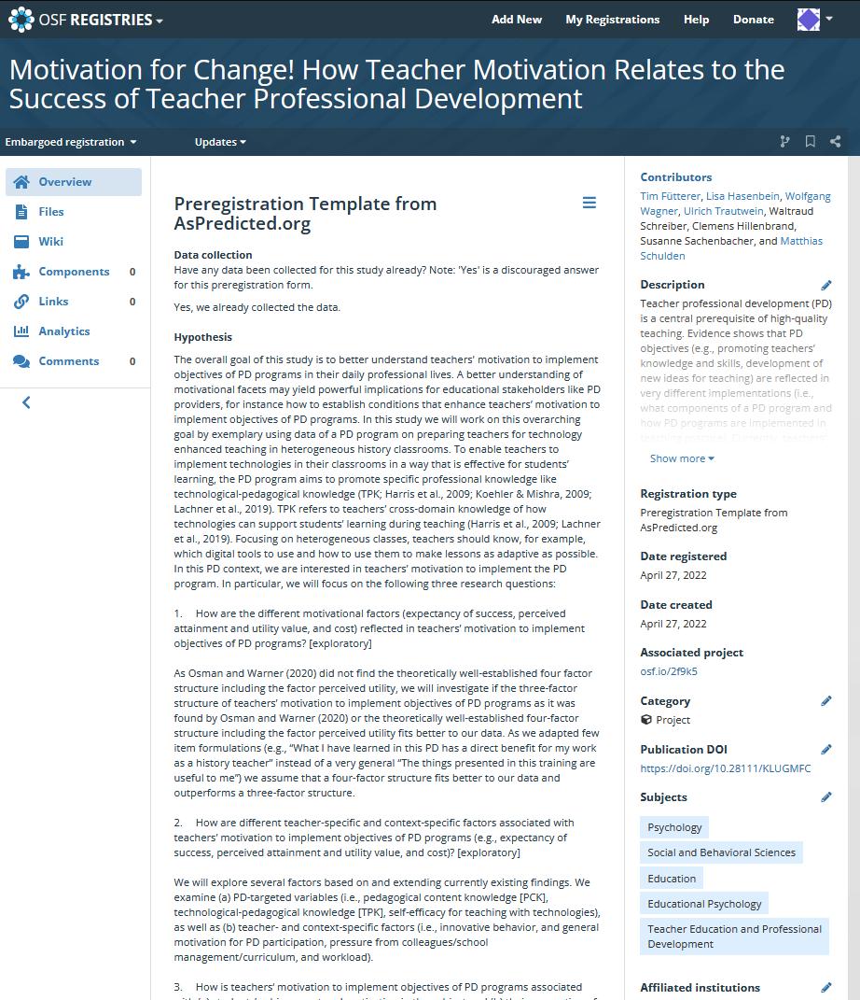 OSF REGISTRIES
Add New
My Registrations
Help
Donate
Motivation for Change! How Teacher Motivation Relates to the
Success of Teacher Professional Development
Embargoed registration
Updates
Overview
Files
Wiki
Components 0
Links 0
Analytics
Comments 0
Preregistration Template from
AsPredicted.org
Data collection
Have any data been collected for this study already? Note: 'Yes' is a discouraged answer
for this preregistration form.
Yes, we already collected the data.
Hypothesis
The overall goal of this study is to better understand teachers’ motivation to implement
objectives of PD programs in their daily professional lives. A better understanding of
motivational facets may yield powerful implications for educational stakeholders like PD
providers, for instance how to establish conditions that enhance teachers’ motivation to
implement objectives of PD programs. In this study we will work on this overarching
goal by exemplary using data of a PD program on preparing teachers for technology
enhanced teaching in heterogeneous history classrooms. To enable teachers to
implement technologies in their classrooms in a way that is effective for students’
learning, the PD program aims to promote specific professional knowledge like
technological-pedagogical knowledge (TPK; Harris et al., 2009; Koehler & Mishra, 2009;
Lachner et al., 2019). TPK refers to teachers’ cross-domain knowledge of how
technologies can support students’ learning during teaching (Harris et al., 2009; Lachner
et al., 2019). Focusing on heterogeneous classes, teachers should know, for example,
which digital tools to use and how to use them to make lessons as adaptive as possible.
In this PD context, we are interested in teachers’ motivation to implement the PD
program. In particular, we will focus on the following three research questions:
1. How are the different motivational factors (expectancy of success, perceived
attainment and utility value, and cost) reflected in teachers’ motivation to implement
objectives of PD programs? [exploratory]
As Osman and Warner (2020) did not find the theoretically well-established four factor
structure including the factor perceived utility, we will investigate if the three-factor
structure of teachers’ motivation to implement objectives of PD programs as it was
found by Osman and Warner (2020) or the theoretically well-established four-factor
structure including the factor perceived utility fits better to our data. As we adapted few
item formulations (e.g., “What I have learned in this PD has a direct benefit for my work
as a history teacher” instead of a very general “The things presented in this training are
useful to me”) we assume that a four-factor structure fits better to our data and
outperforms a three-factor structure.
2. How are different teacher-specific and context-specific factors associated with
teachers’ motivation to implement objectives of PD programs (e.g., expectancy of
success, perceived attainment and utility value, and cost)? [exploratory]
We will explore several factors based on and extending currently existing findings. We
examine (a) PD-targeted variables (i.e., pedagogical content knowledge [PCK],
technological-pedagogical knowledge [TPK], self-efficacy for teaching with technologies),
as well as (b) teacher- and context-specific factors (i.e., innovative behavior, and general
motivation for PD participation, pressure from colleagues/school
management/curriculum, and workload).
3. How is teachers’ motivation to implement objectives of PD programs associated
Contributors
Tim Fütterer, Lisa Hasenbein, Wolfgang
Wagner, Ulrich Trautwein, Waltraud
Schreiber, Clemens Hillenbrand,
Susanne Sachenbacher, and Matthias
Schulden
Description
Teacher professional development (PD)
is a central prerequisite of high-quality
teaching. Evidence shows that PD
objectives (e.g., promoting teachers’
knowledge and skills, development of
new ideas for teaching) are reflected in
very different implementations (i.e.,
what components of a PD program and
how PD programs are implemented in
teaching practice). Currently, teachers’
Show more
Registration type
Preregistration Template from
AsPredicted.org
Date registered
April 27, 2022
Date created
April 27, 2022
Associated project
osf.io/2f9k5
Category
Project
Publication DOI
https://doi.org/10.28111/KLUGMFC
Subjects
Psychology
Social and Behavioral Sciences
Education
Educational Psychology
Teacher Education and Professional
Development
Affiliated institutions